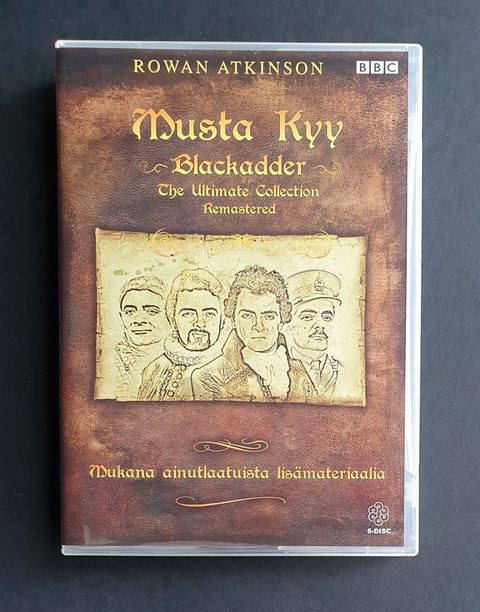 ROWAN ATKINSON
BBC
Musta Kyy
Blackadder
The Ultimate Collection
Remastered
Mukana ainutlaatuista lisämateriaalia
6-DISC